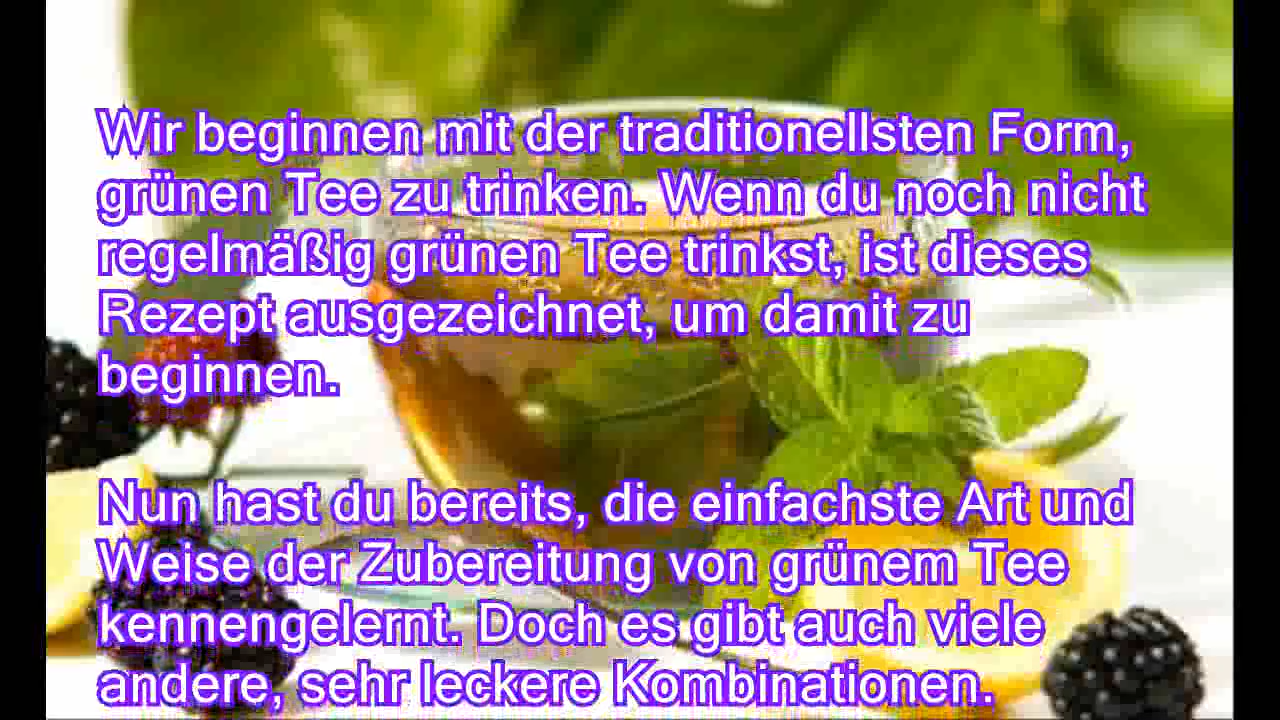 Wir beginnen mit der traditionellsten Form,
grünen Tee zu trinken. Wenn du noch nicht
regelmäßig grünen Tee trinkst, ist dieses
Rezept ausgezeichnet, um damit zu
beginnen.
Nun hast du bereits, die einfachste Art und
Weise der Zubereitung von grünem Tee
kennengelernt. Doch es gibt auch viele
andere, sehr leckere Kombinationen.